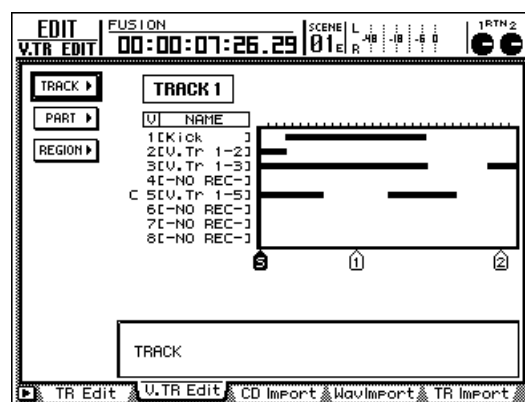 EDIT FUSION SCENE L 1 RTN 2
V.TR EDIT 00:00:07:26.29 01E R -48 -18 -6 0
TRACK TRACK 1
PART V NAME
REGION 1[Kick ]
2[V.Tr 1-2]
3[V.Tr 1-3]
4[-NO REC-]
C 5[V.Tr 1-5]
6[-NO REC-]
7[-NO REC-]
8[-NO REC-]
S 1 2
TRACK
TR Edit V.TR Edit CD Import WavImport TR Import